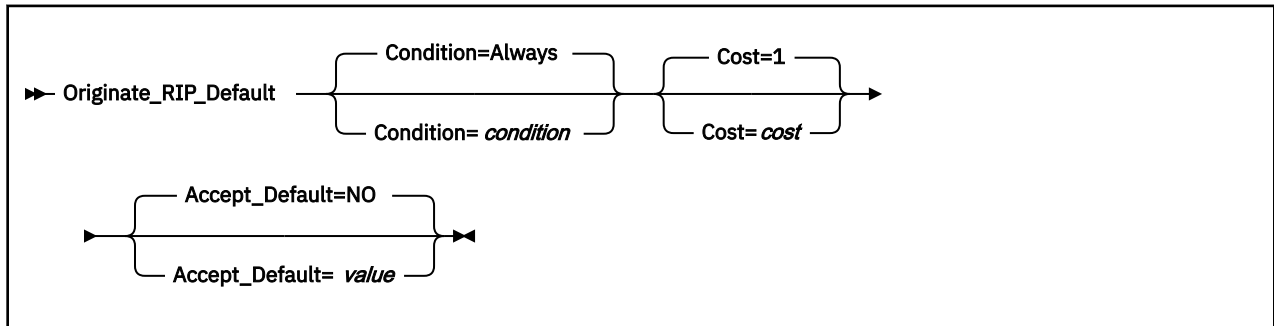 Condition=Always
Cost=1
Originate_RIP_Default
Condition= condition
Cost= cost
Accept_Default=NO
Accept_Default= value